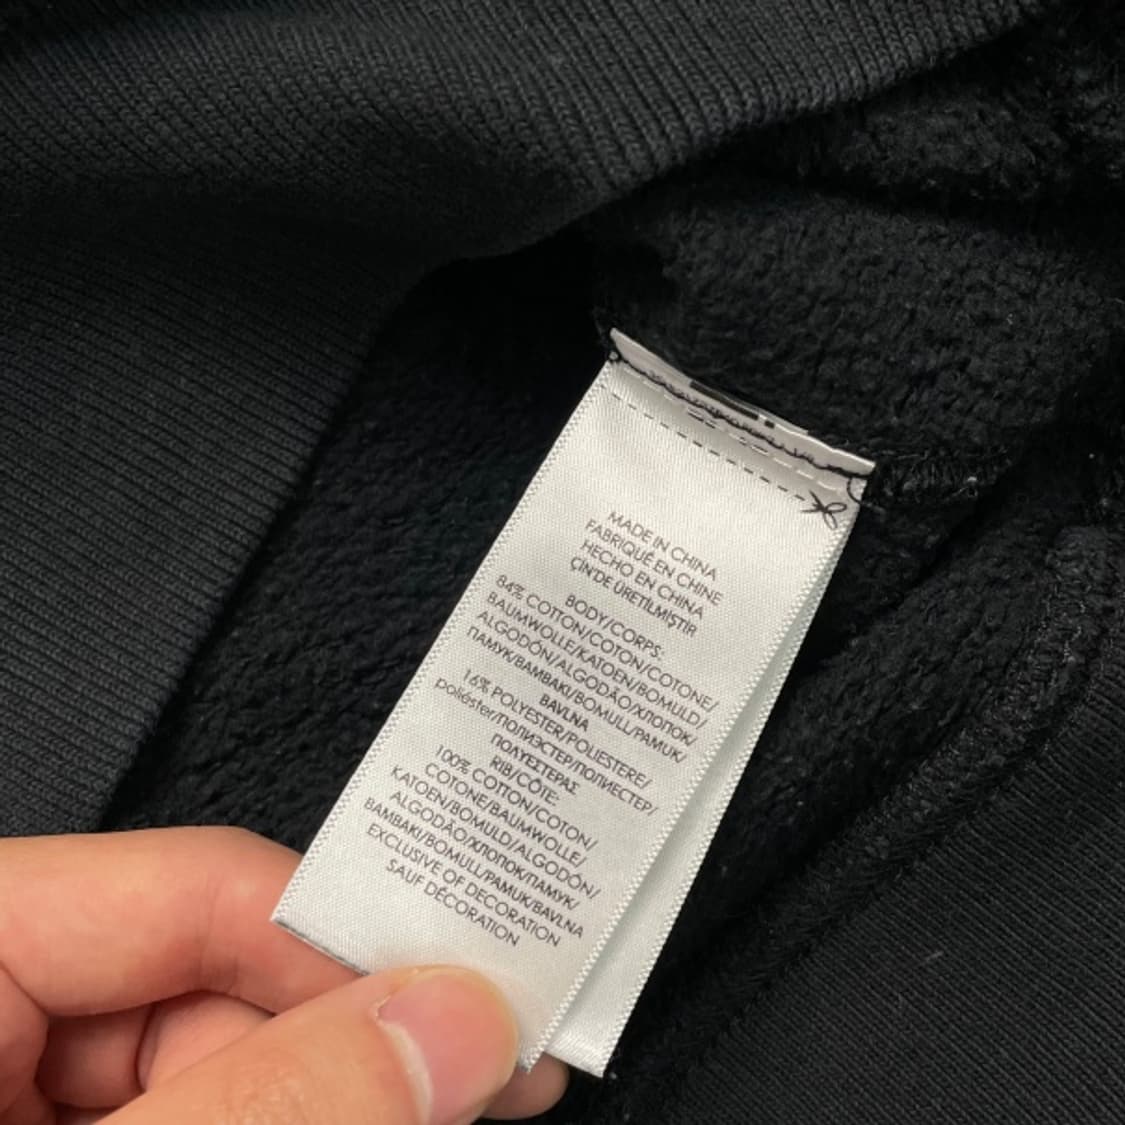 MADE IN CHINA
FABRIQUÉ EN CHINE
HECHO EN CHINA
ÇİN'DE ÜRETİLMİŞTİR
BODY/CORPS:
84% COTTON/COTON/COTONE/
BAUMWOLLE/KATOEN/BOMULD/
ALGODÓN/ALGODÃO/ХЛОПОК/
ПАМУК/ΒΑΜΒΑΚΙ/BOMULL/PAMUK/
BAVLNA
16% POLYESTER/POLIESTERE/
poliéster/ПОЛИЭСТЕР/ПОЛИЕСТЕР/
ΠΟΛΥΕΣΤΕΡΑΣ
RIB/CÔTE:
100% COTTON/COTON/
COTONE/BAUMWOLLE/
KATOEN/BOMULD/ALGODÓN/
ALGODÃO/ХЛОПОК/ПАМУК/
ΒΑΜΒΑΚΙ/BOMULL/PAMUK/BAVLNA
EXCLUSIVE OF DECORATION
SAUF DÉCORATION